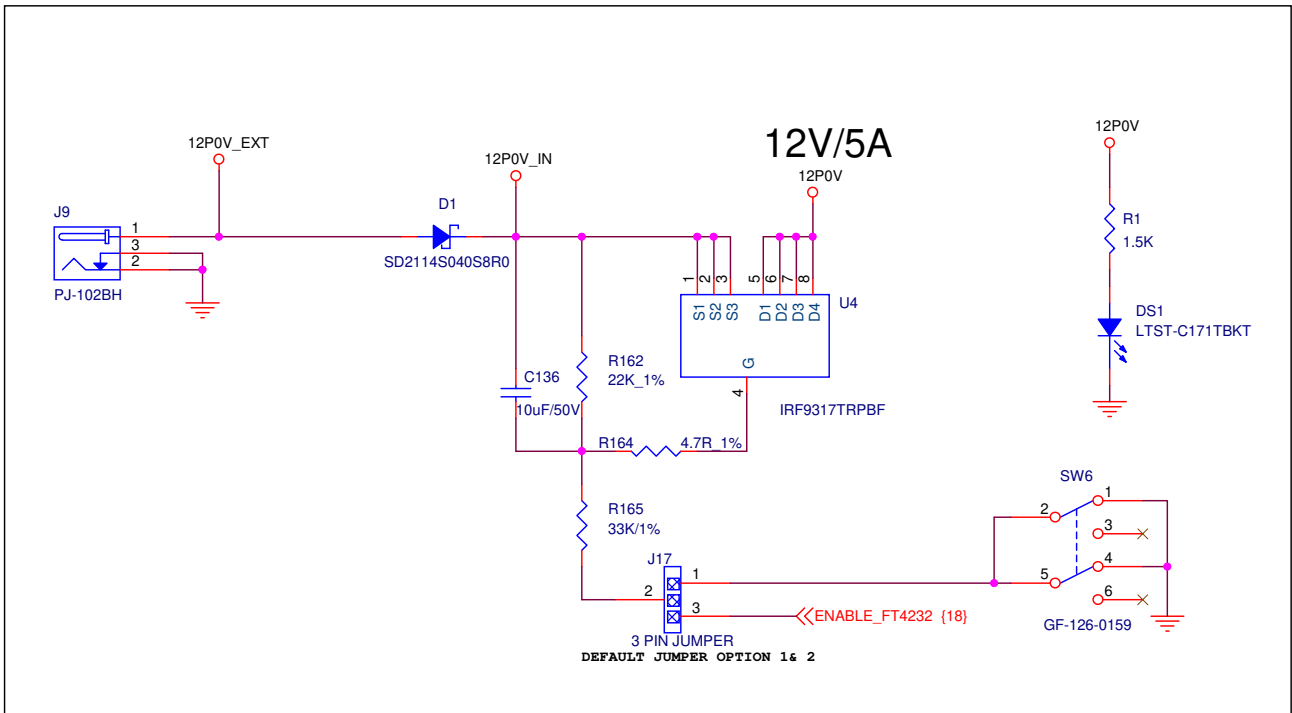 12V/5A
12P0V_EXT
12P0V_IN
12P0V
12P0V
J9
1
3
2
PJ-102BH
D1
SD2114S040S8R0
1
2
3
5
6
7
8
S1
S2
S3
D1
D2
D3
D4
G
4
U4
IRF9317TRPBF
R1
1.5K
DS1
LTST-C171TBKT
C136
10uF/50V
R162
22K_1%
R164
4.7R_1%
R165
33K/1%
J17
1
2
3
3 PIN JUMPER
DEFAULT JUMPER OPTION 1& 2
ENABLE_FT4232 {18}
SW6
1
2
3
4
5
6
GF-126-0159